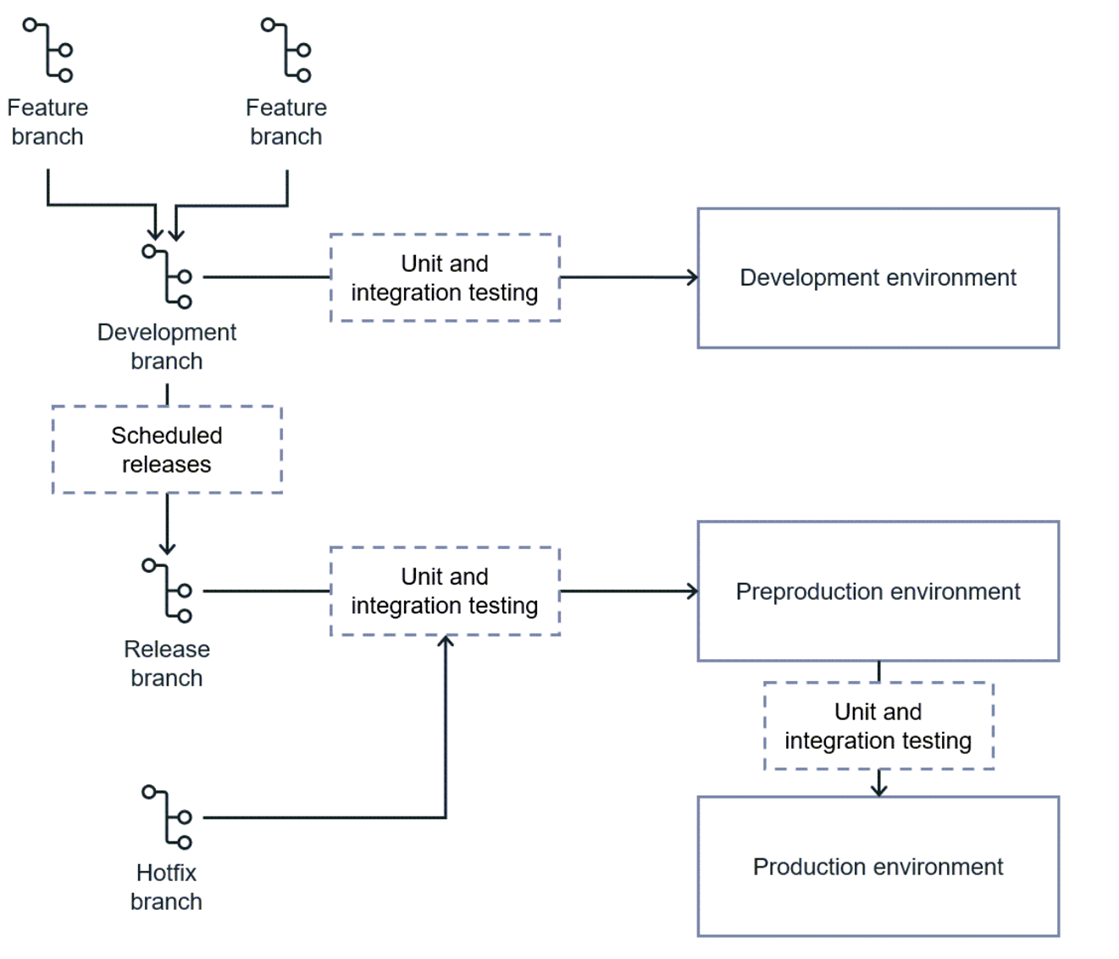 Feature
branch
Feature
branch
Unit and
integration testing
Development environment
Development
branch
Scheduled
releases
Unit and
integration testing
Preproduction environment
Release
branch
Unit and
integration testing
Hotfix
branch
Production environment